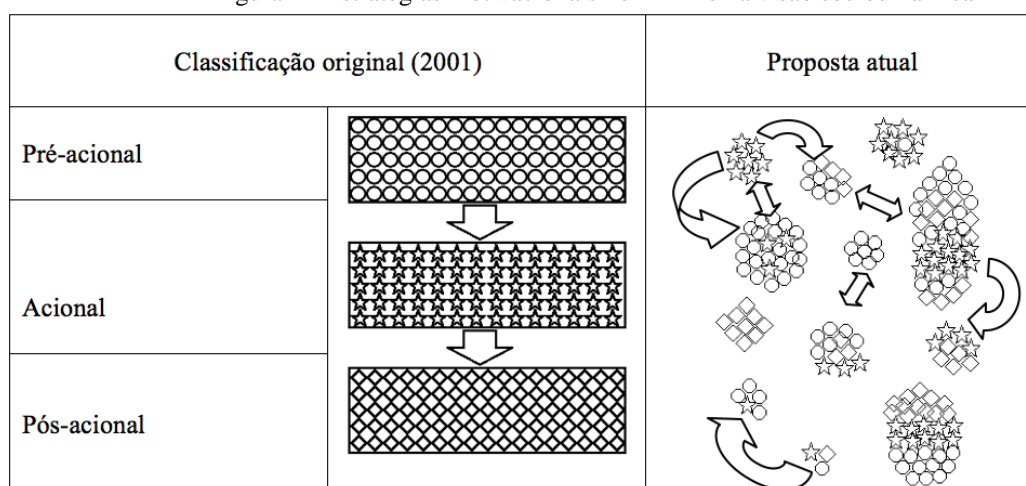 Classificação original (2001)
Proposta atual
Pré-acional
Acional
Pós-acional